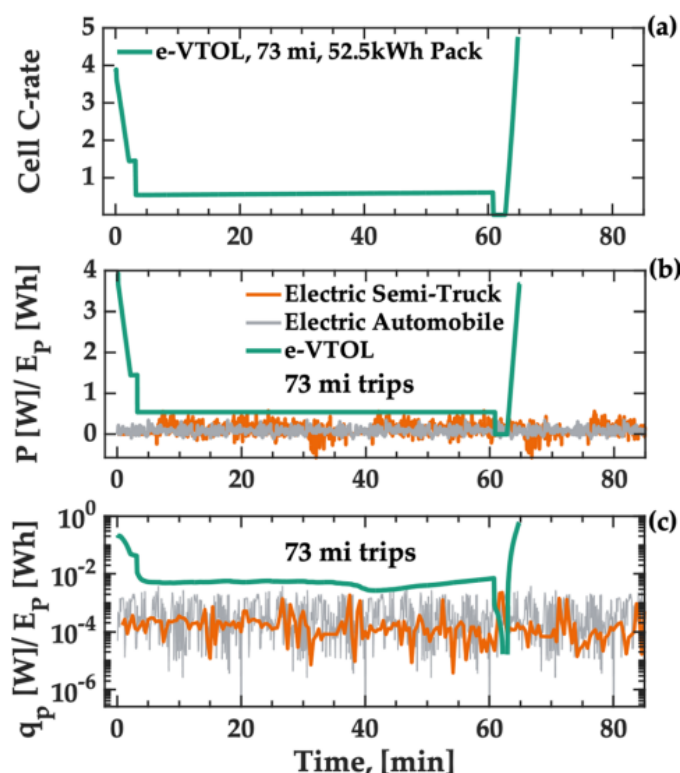 (a)
5
4
3
2
1
Cell C-rate
e-VTOL, 73 mi, 52.5kWh Pack
0 20 40 60 80
(b)
4
3
2
1
0
P [W]/ E_P [Wh]
Electric Semi-Truck
Electric Automobile
e-VTOL
73 mi trips
0 20 40 60 80
(c)
10^0
10^-2
10^-4
10^-6
q_p [W]/ E_P [Wh]
73 mi trips
0 20 40 60 80
Time, [min]